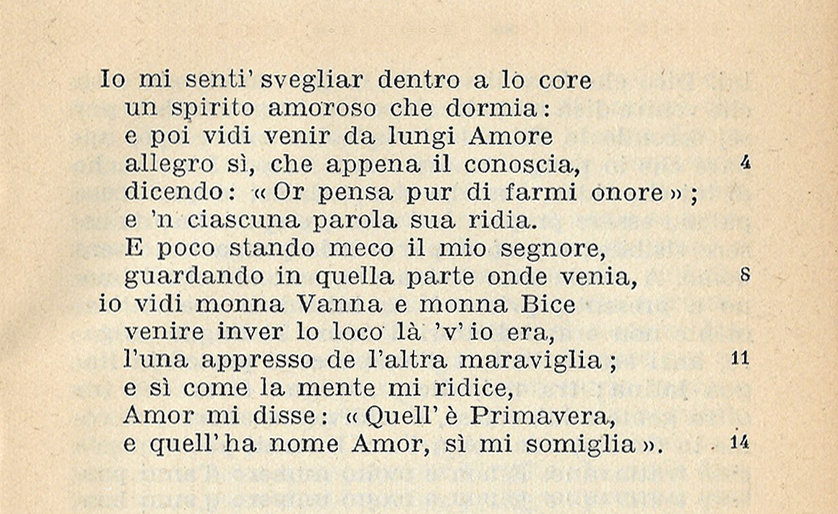 Io mi senti' svegliar dentro a lo core
un spirito amoroso che dormia:
e poi vidi venir da lungi Amore
allegro sì, che appena il conoscia, 4
dicendo: «Or pensa pur di farmi onore»;
e 'n ciascuna parola sua ridia.
E poco stando meco il mio segnore,
guardando in quella parte onde venia, 8
io vidi monna Vanna e monna Bice
venire inver lo loco là 'v' io era,
l'una appresso de l'altra maraviglia; 11
e sì come la mente mi ridice,
Amor mi disse: «Quell' è Primavera,
e quell' ha nome Amor, sì mi somiglia». 14